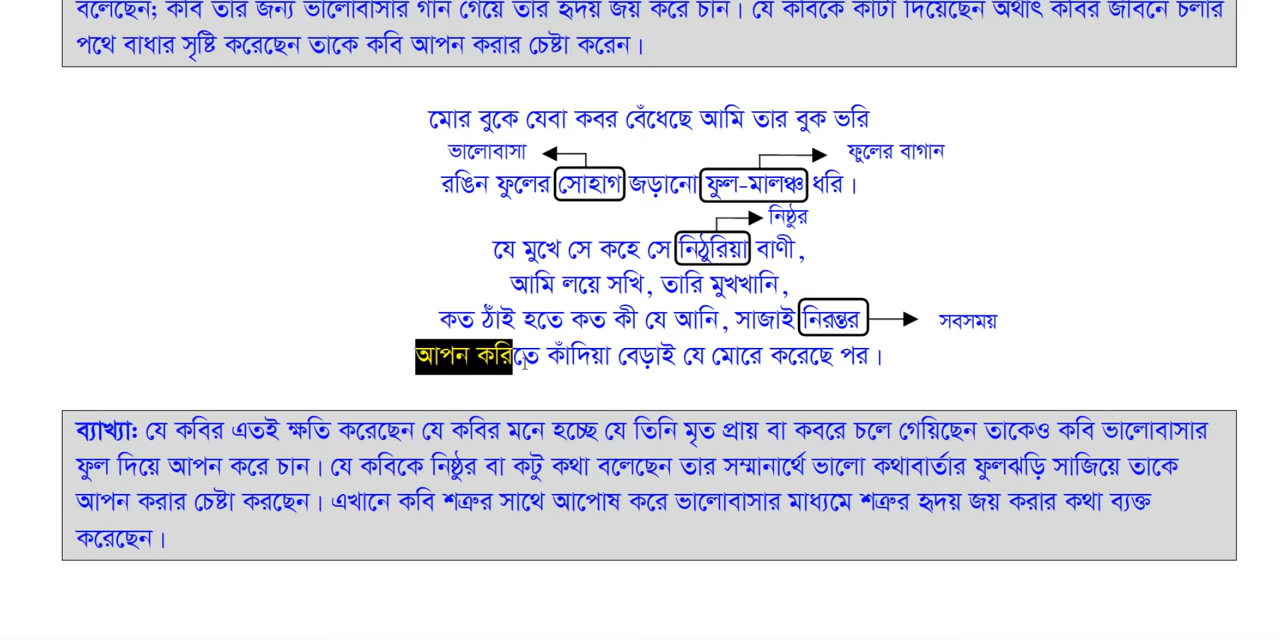 বলেছেন; কবি তার জন্য ভালোবাসার গান গেয়ে তার হৃদয় জয় করে চান। যে কবিকে কাঁটা দিয়েছেন অর্থাৎ কবির জীবনে চলার
পথে বাধার সৃষ্টি করেছেন তাকে কবি আপন করার চেষ্টা করেন।
মোর বুকে যেবা কবর বেঁধেছে আমি তার বুক ভরি
ভালোবাসা ফুলের বাগান
রঙিন ফুলের সোহাগ জড়ানো ফুল-মালঞ্চ ধরি।
নিষ্ঠুর
যে মুখে সে কহে সে নিঠুরিয়া বাণী,
আমি লয়ে সখি, তারি মুখখানি,
কত ঠাঁই হতে কত কী যে আনি, সাজাই নিরন্তর সবসময়
আপন করিতে কাঁদিয়া বেড়াই যে মোরে করেছে পর।
ব্যাখ্যা: যে কবির এতই ক্ষতি করেছেন যে কবির মনে হচ্ছে যে তিনি মৃত প্রায় বা কবরে চলে গেয়িছেন তাকেও কবি ভালোবাসার
ফুল দিয়ে আপন করে চান। যে কবিকে নিষ্ঠুর বা কটু কথা বলেছেন তার সম্মানার্থে ভালো কথাবার্তার ফুলঝড়ি সাজিয়ে তাকে
আপন করার চেষ্টা করছেন। এখানে কবি শত্রুর সাথে আপোষ করে ভালোবাসার মাধ্যমে শত্রুর হৃদয় জয় করার কথা ব্যক্ত
করেছেন।